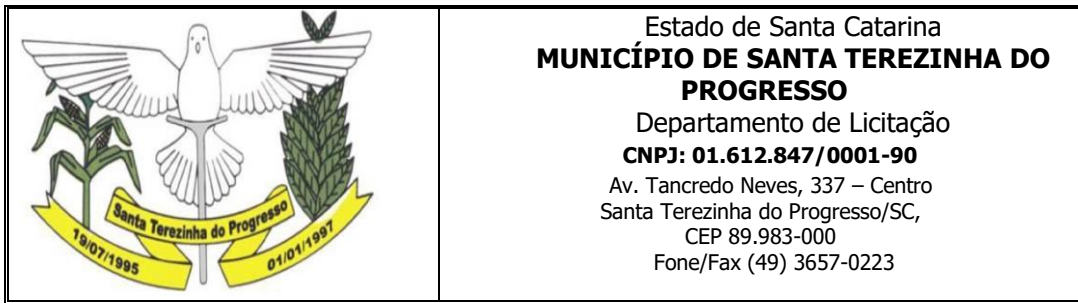 Santa Terezinha do Progresso
19/07/1995
01/01/1997
Estado de Santa Catarina
MUNICÍPIO DE SANTA TEREZINHA DO
PROGRESSO
Departamento de Licitação
CNPJ: 01.612.847/0001-90
Av. Tancredo Neves, 337 – Centro
Santa Terezinha do Progresso/SC,
CEP 89.983-000
Fone/Fax (49) 3657-0223